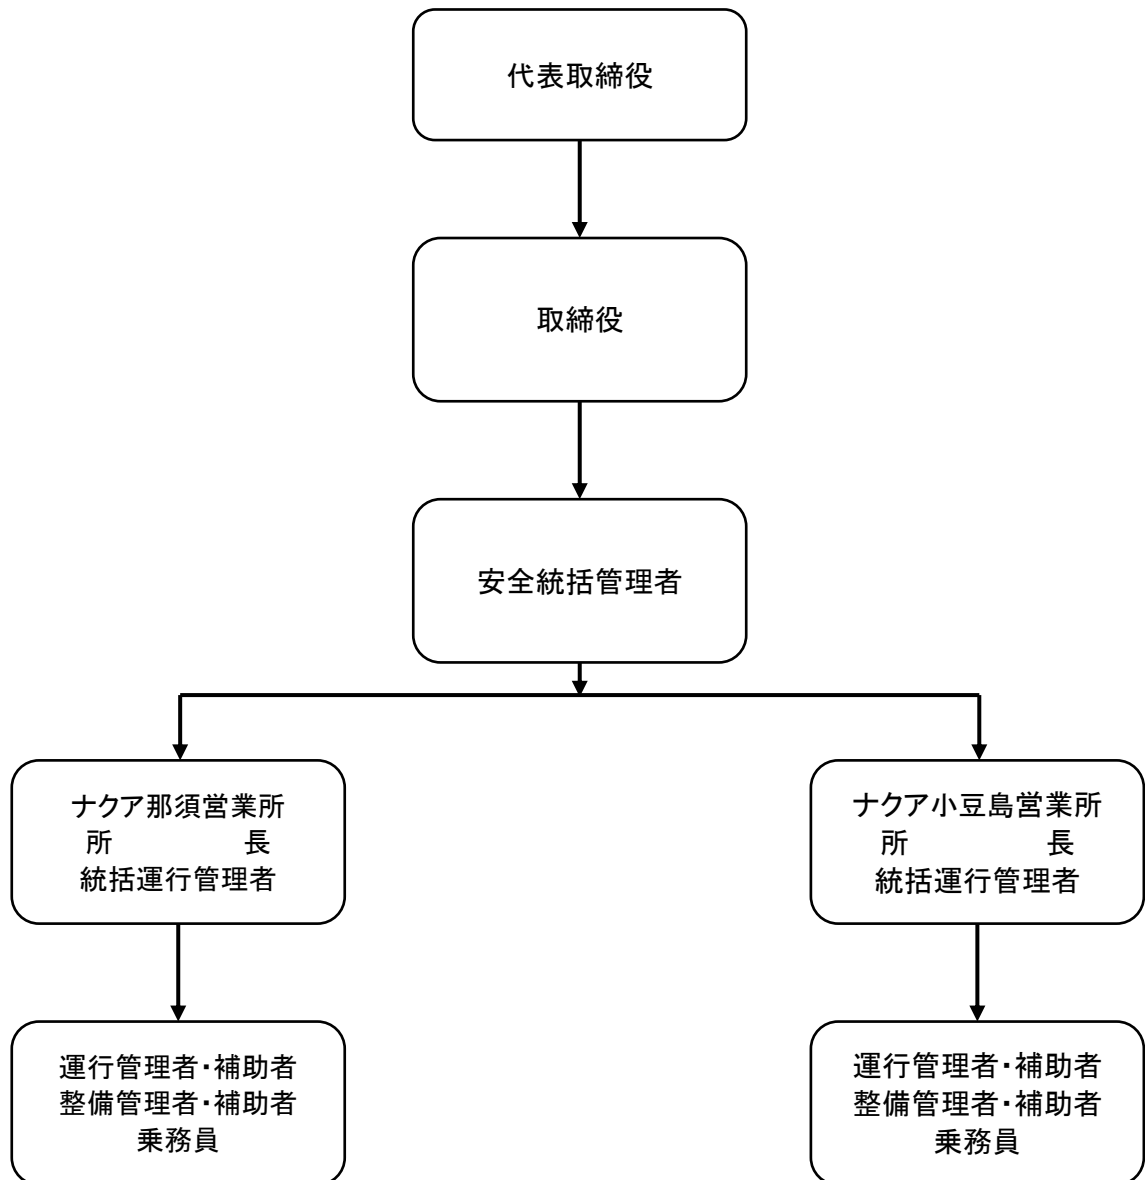 代表取締役
取締役
安全統括管理者
ナクア那須営業所
所　　　　　長
統括運行管理者
ナクア小豆島営業所
所　　　　　長
統括運行管理者
運行管理者・補助者
整備管理者・補助者
乗務員
運行管理者・補助者
整備管理者・補助者
乗務員